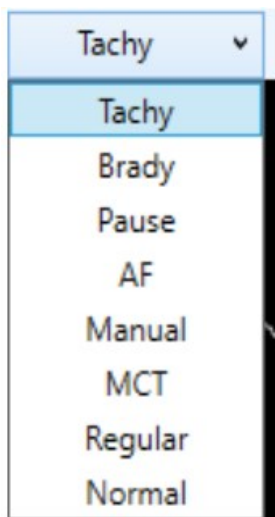 Tachy
Tachy
Brady
Pause
AF
Manual
MCT
Regular
Normal